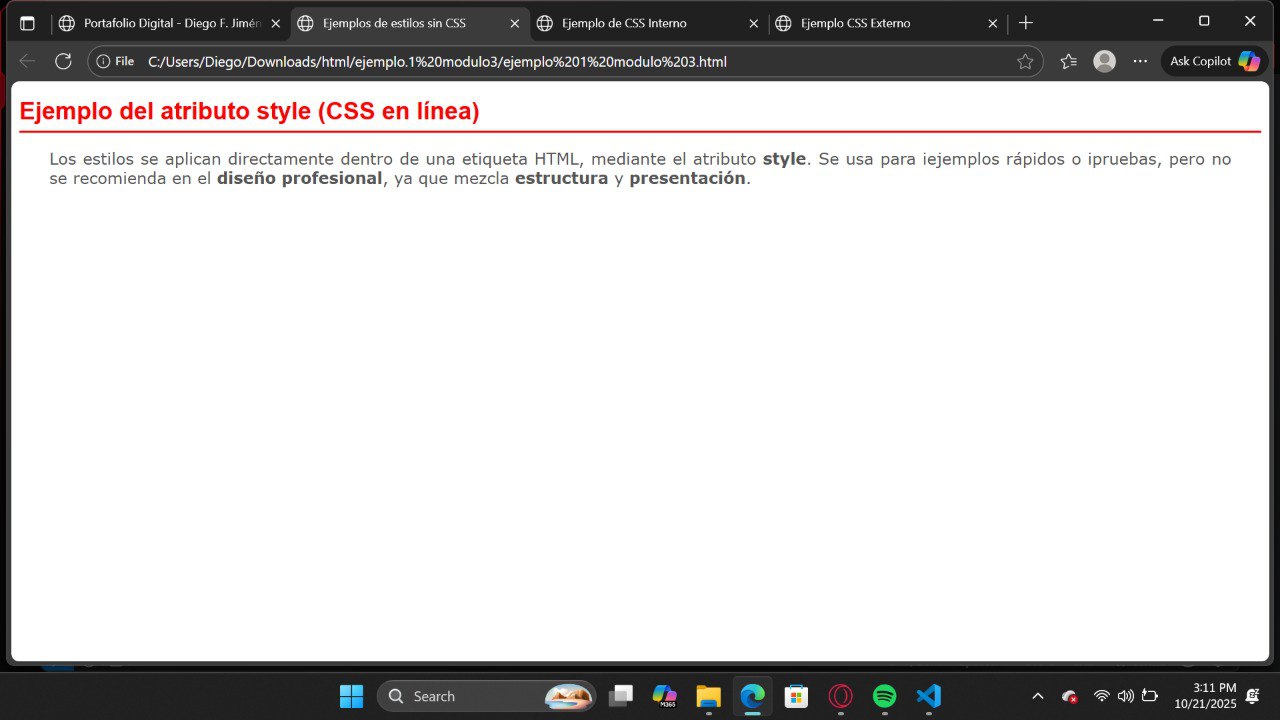 Portafolio Digital - Diego F. Jimén
Ejemplos de estilos sin CSS
Ejemplo de CSS Interno
Ejemplo CSS Externo
File
C:/Users/Diego/Downloads/html/ejemplo.1%20modulo3/ejemplo%201%20modulo%203.html
Ask Copilot
Ejemplo del atributo style (CSS en línea)
Los estilos se aplican directamente dentro de una etiqueta HTML, mediante el atributo style. Se usa para iejemplos rápidos o ipruebas, pero no
se recomienda en el diseño profesional, ya que mezcla estructura y presentación.
Search
M365
3:11 PM
10/21/2025